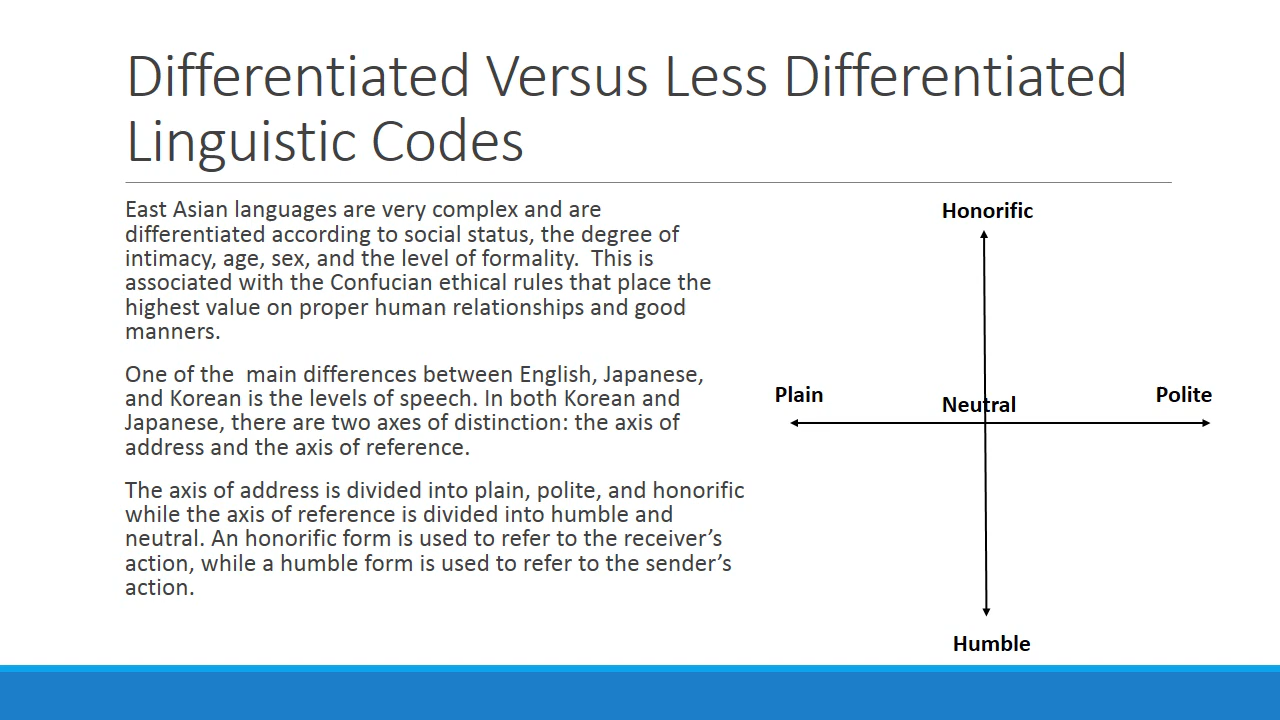 Differentiated Versus Less Differentiated
Linguistic Codes
East Asian languages are very complex and are
differentiated according to social status, the degree of
intimacy, age, sex, and the level of formality.  This is
associated with the Confucian ethical rules that place the
highest value on proper human relationships and good
manners.
One of the  main differences between English, Japanese,
and Korean is the levels of speech. In both Korean and
Japanese, there are two axes of distinction: the axis of
address and the axis of reference.
The axis of address is divided into plain, polite, and honorific
while the axis of reference is divided into humble and
neutral. An honorific form is used to refer to the receiver’s
action, while a humble form is used to refer to the sender’s
action.
Honorific
Plain
Neutral
Polite
Humble